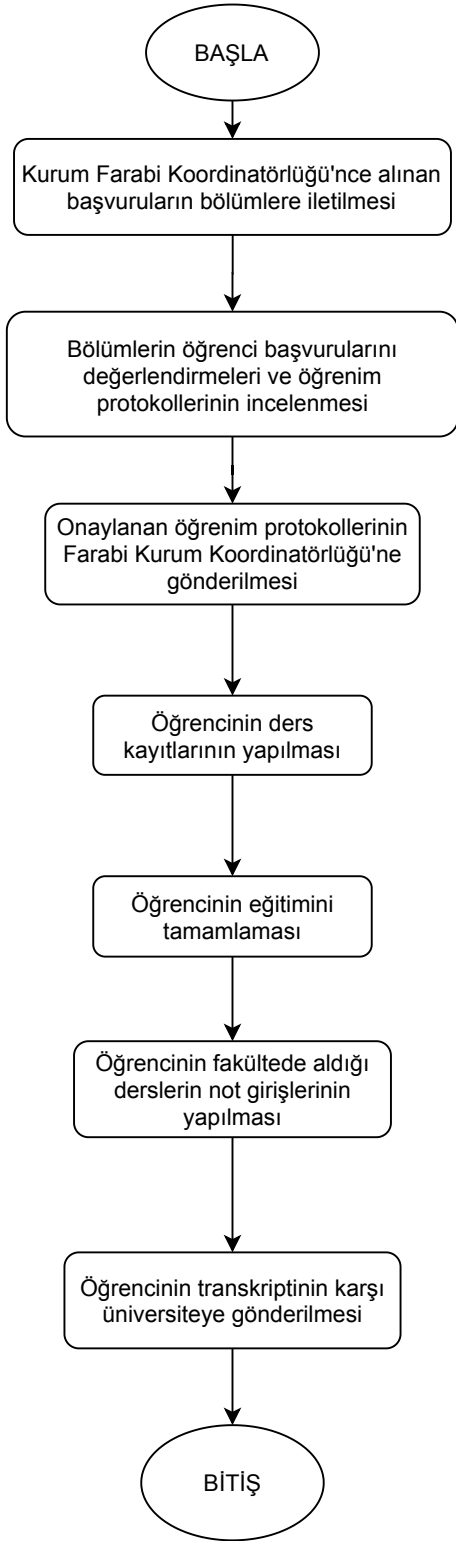 BAŞLA
Kurum Farabi Koordinatörlüğü'nce alınan
başvuruların bölümlere iletilmesi
Bölümlerin öğrenci başvurularını
değerlendirmeleri ve öğrenim
protokollerinin incelenmesi
Onaylanan öğrenim protokollerinin
Farabi Kurum Koordinatörlüğü'ne
gönderilmesi
Öğrencinin ders
kayıtlarının yapılması
Öğrencinin eğitimini
tamamlaması
Öğrencinin fakültede aldığı
derslerin not girişlerinin
yapılması
Öğrencinin transkriptinin karşı
üniversiteye gönderilmesi
BİTİŞ